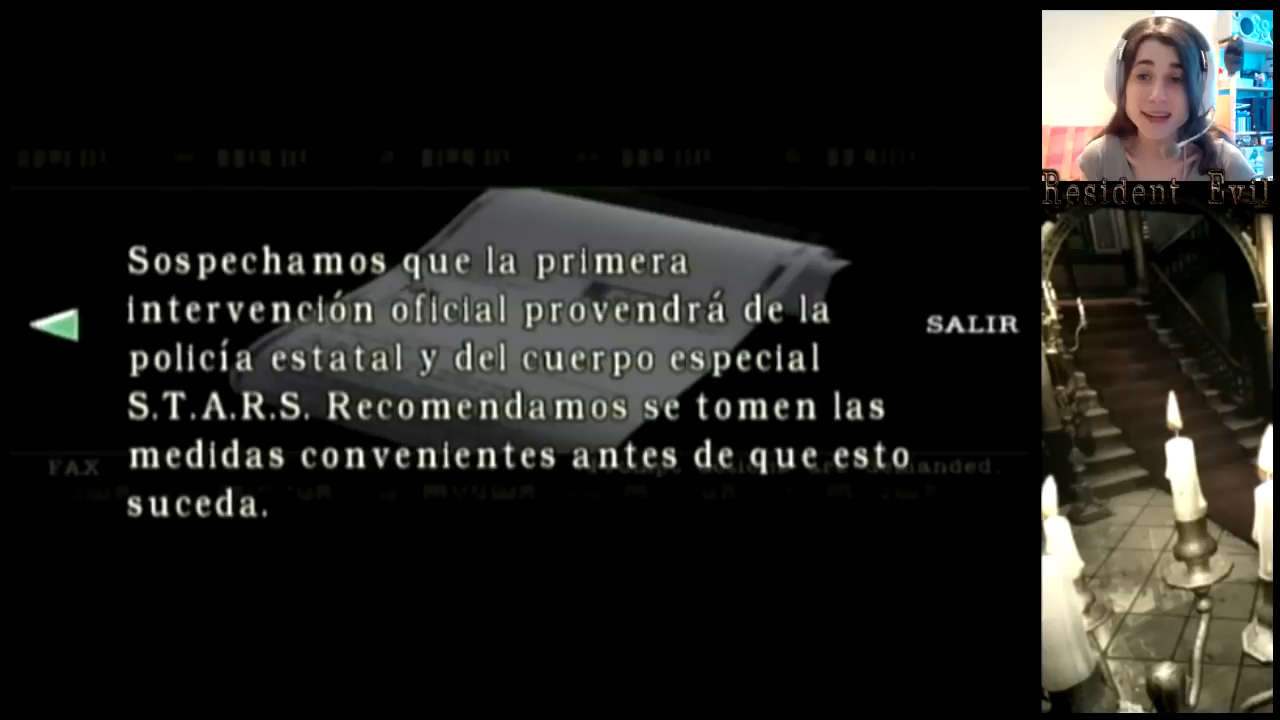 Sospechamos que la primera
intervención oficial provendrá de la
policía estatal y del cuerpo especial
S.T.A.R.S. Recomendamos se tomen las
medidas convenientes antes de que esto
suceda.
SALIR
FAX
Resident Evil